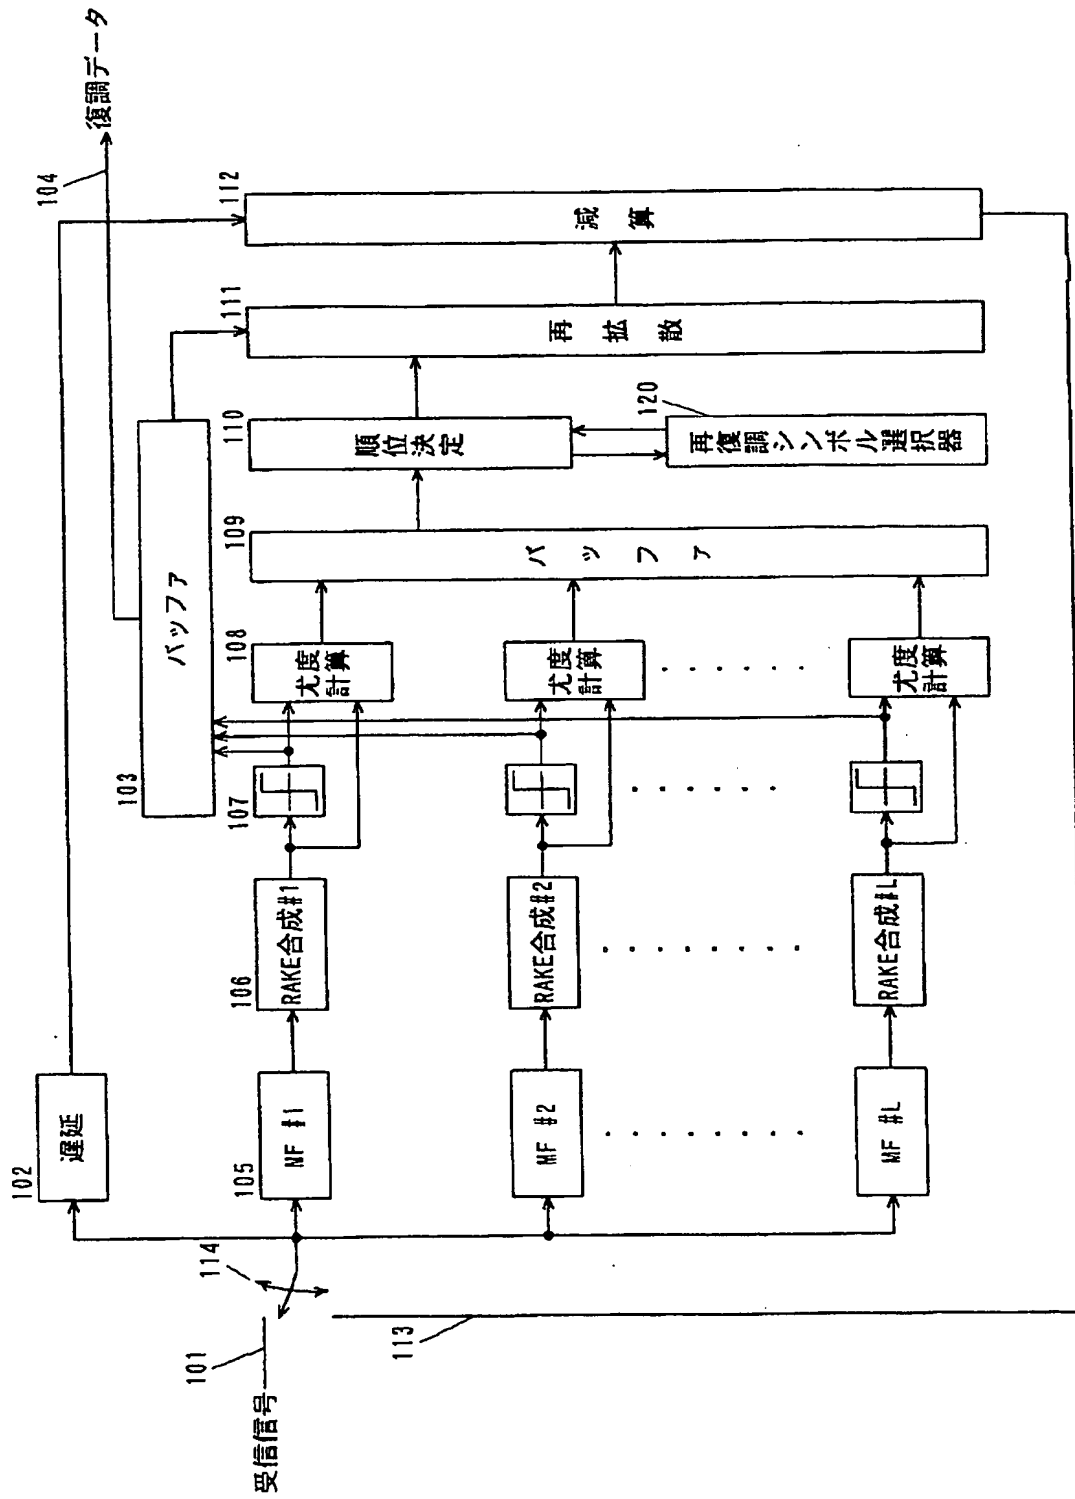 受信信号
101
114
113
102
遅延
105
MF #1
MF #2
MF #L
106
RAKE合成#1
RAKE合成#2
RAKE合成#L
103
バッファ
107
108
尤度
計算
尤度
計算
尤度
計算
109
バッファ
110
順位
決定
120
再復調
シンボル
選択器
111
再拡散
112
減算
104
復調データ